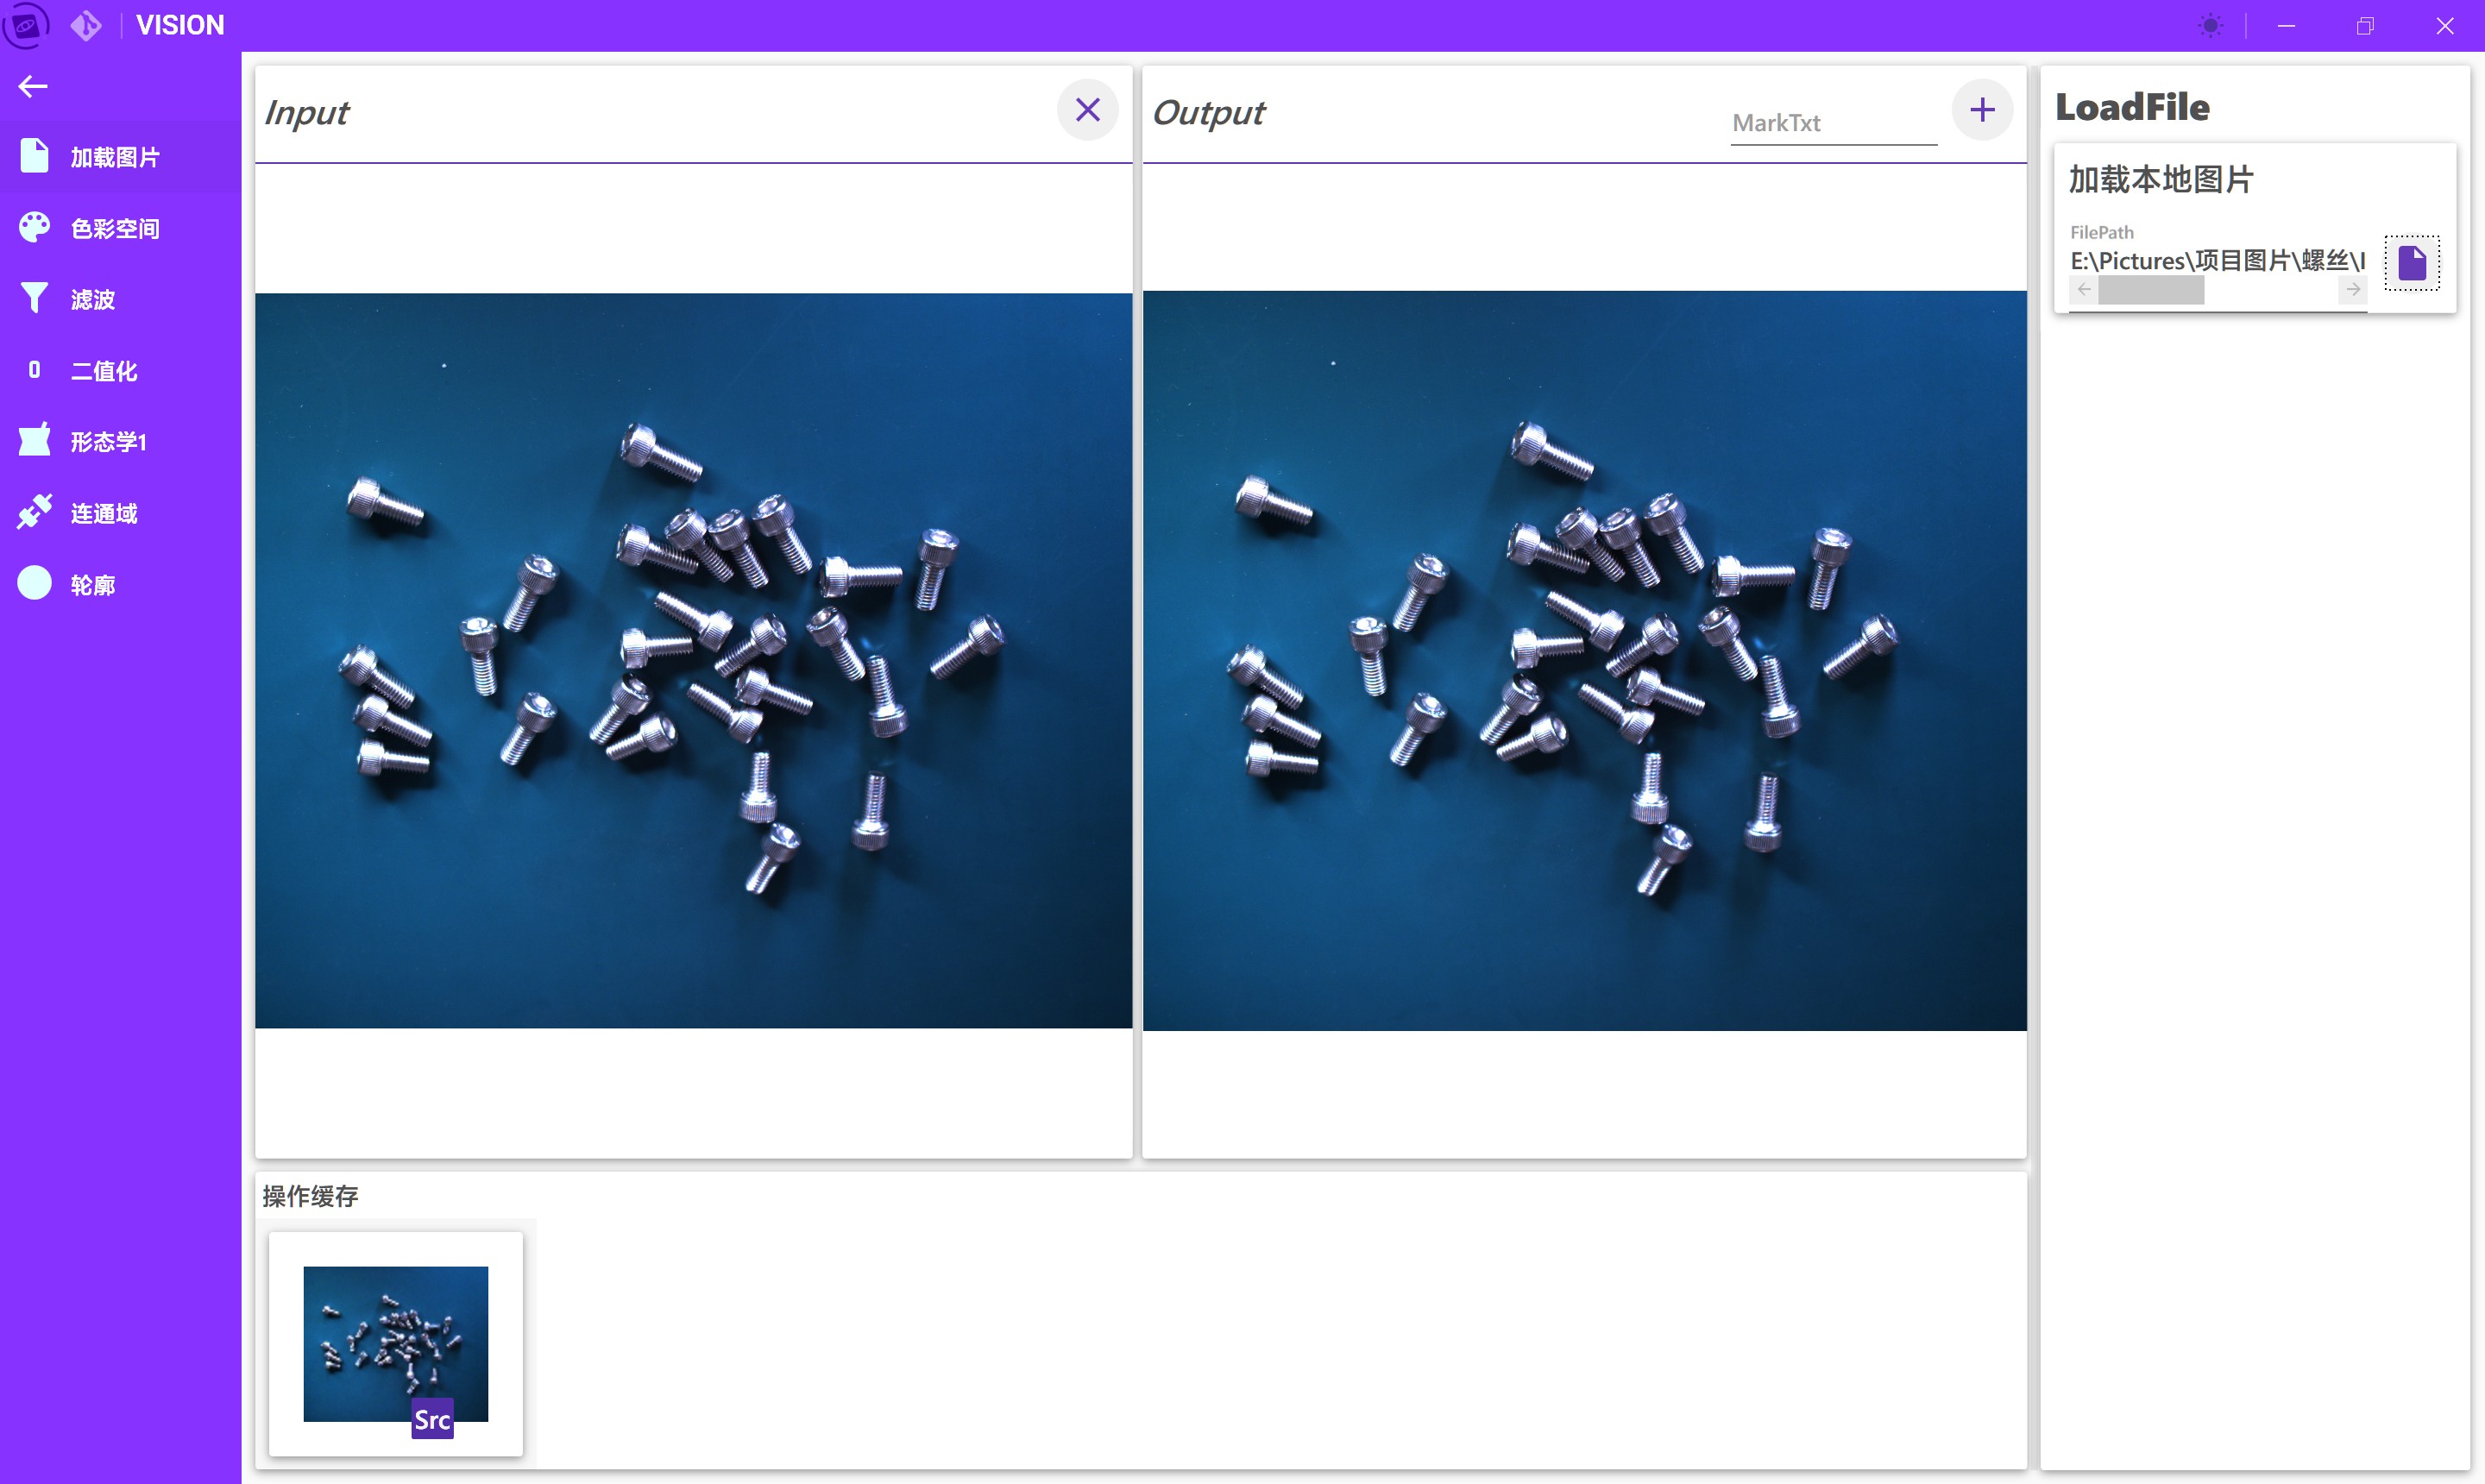 VISION
加载图片
色彩空间
滤波
0 二值化
形态学1
连通域
轮廓
Input
Output
MarkTxt
LoadFile
加载本地图片
FilePath
E:\Pictures\项目图片\螺丝\I
操作缓存
Src